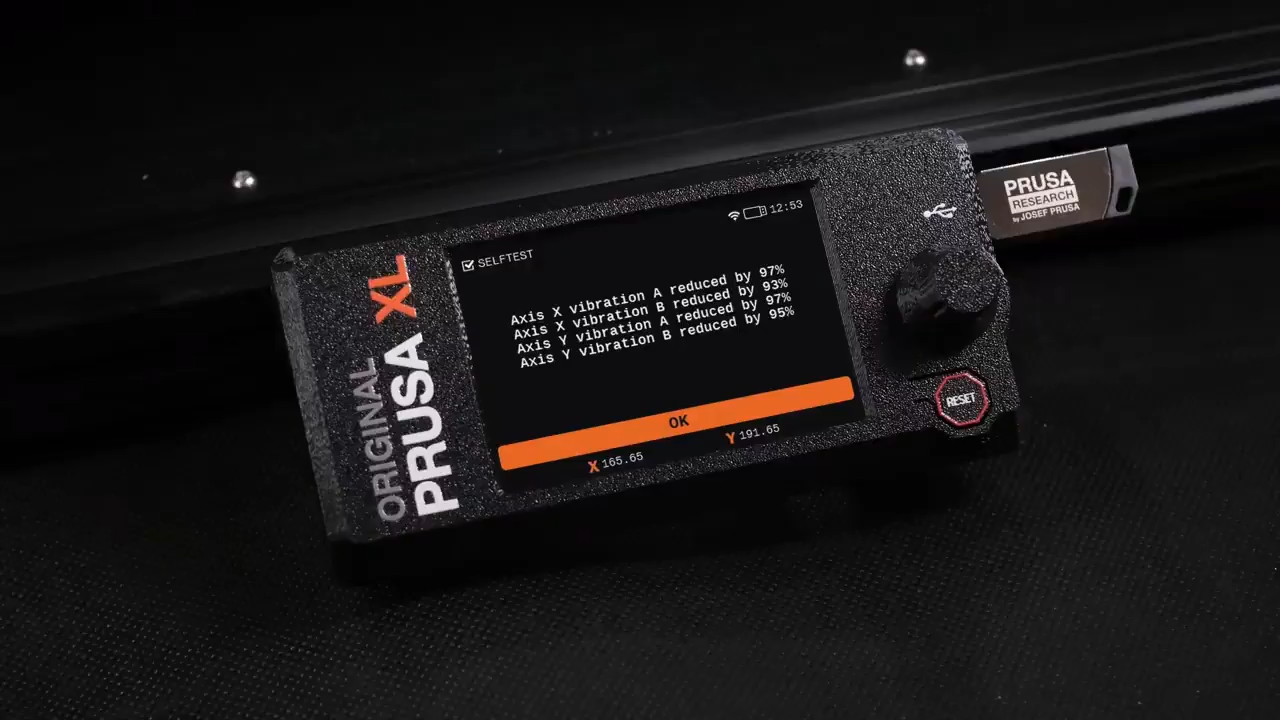 ORIGINAL
PRUSA XL
12:53
SELFTEST
Axis X vibration A reduced by 97%
Axis X vibration B reduced by 93%
Axis Y vibration A reduced by 97%
Axis Y vibration B reduced by 95%
OK
X 165.65
Y 191.65
PRUSA
RESEARCH
by JOSEF PRUSA
RESET